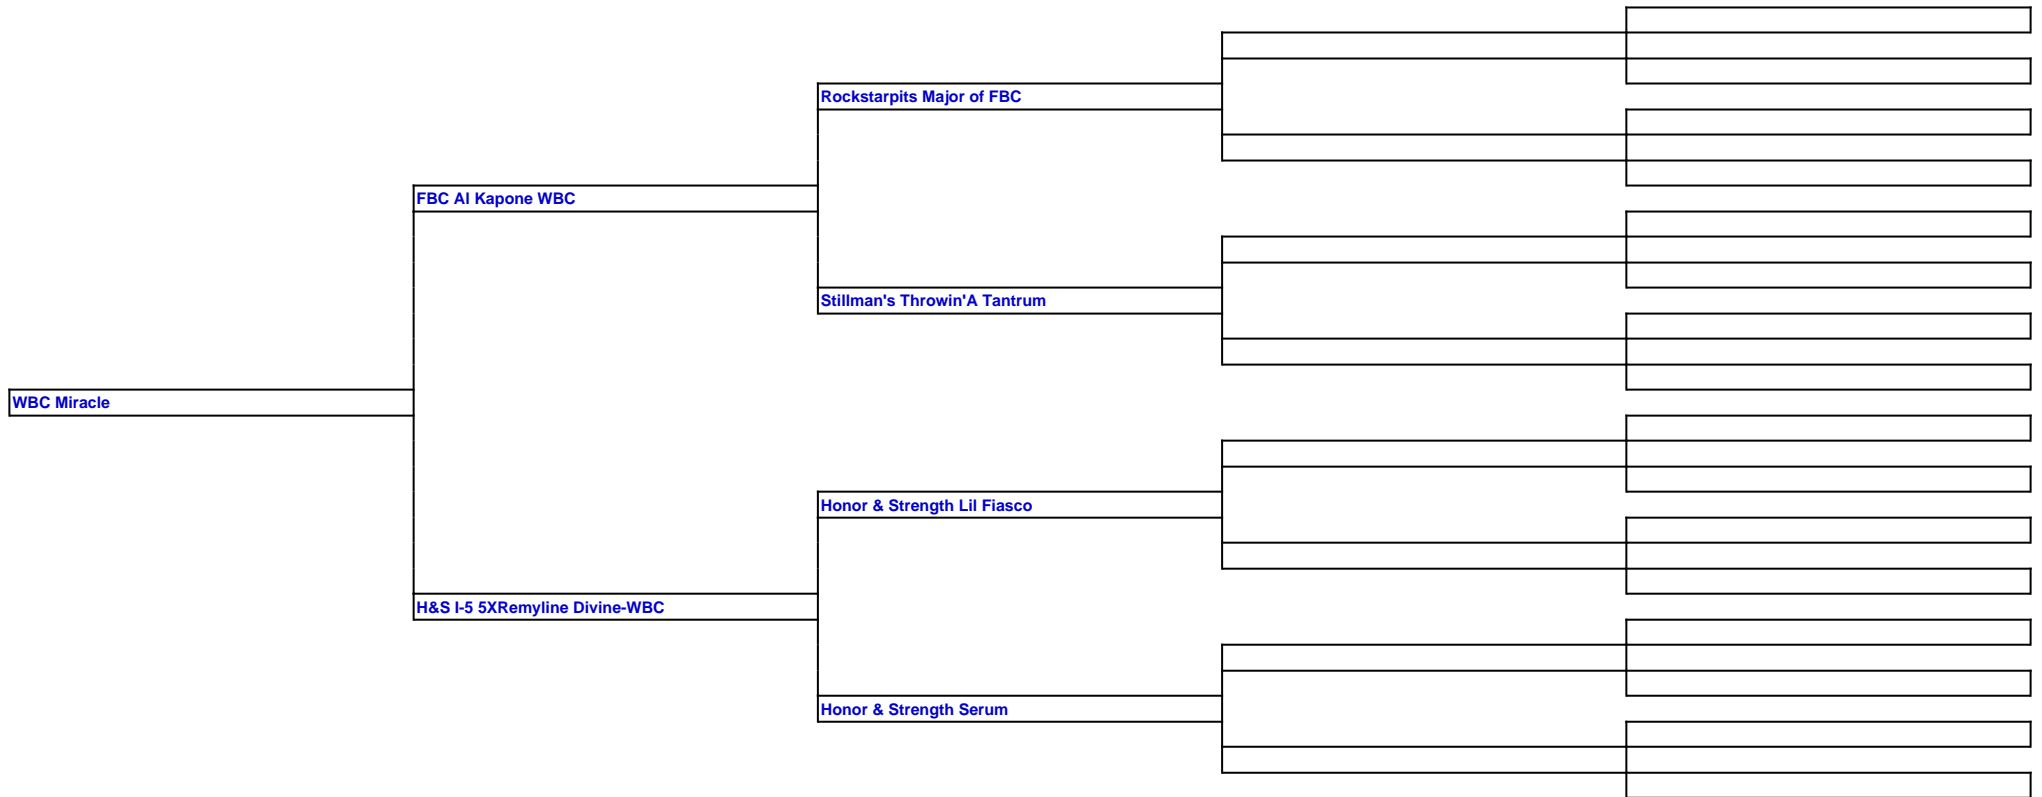 Rockstarpits Major of FBC
FBC Al Kapone WBC
Stillman's Throwin'A Tantrum
WBC Miracle
Honor & Strength Lil Fiasco
H&S I-5 5XRemyline Divine-WBC
Honor & Strength Serum